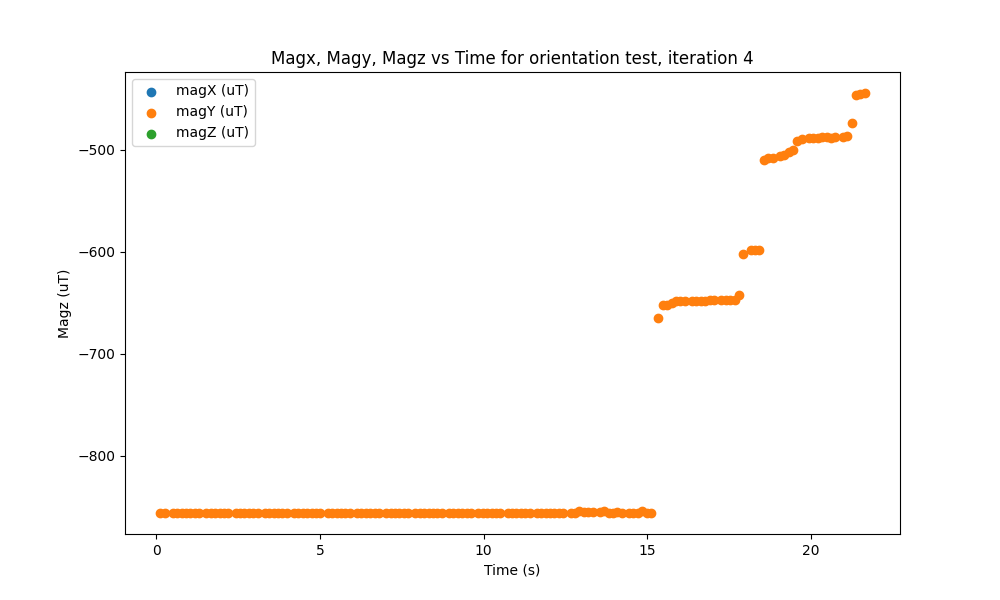 Magx, Magy, Magz vs Time for orientation test, iteration 4
magX (uT)
magY (uT)
magZ (uT)
−500
−600
−700
−800
Magz (uT)
0 5 10 15 20
Time (s)